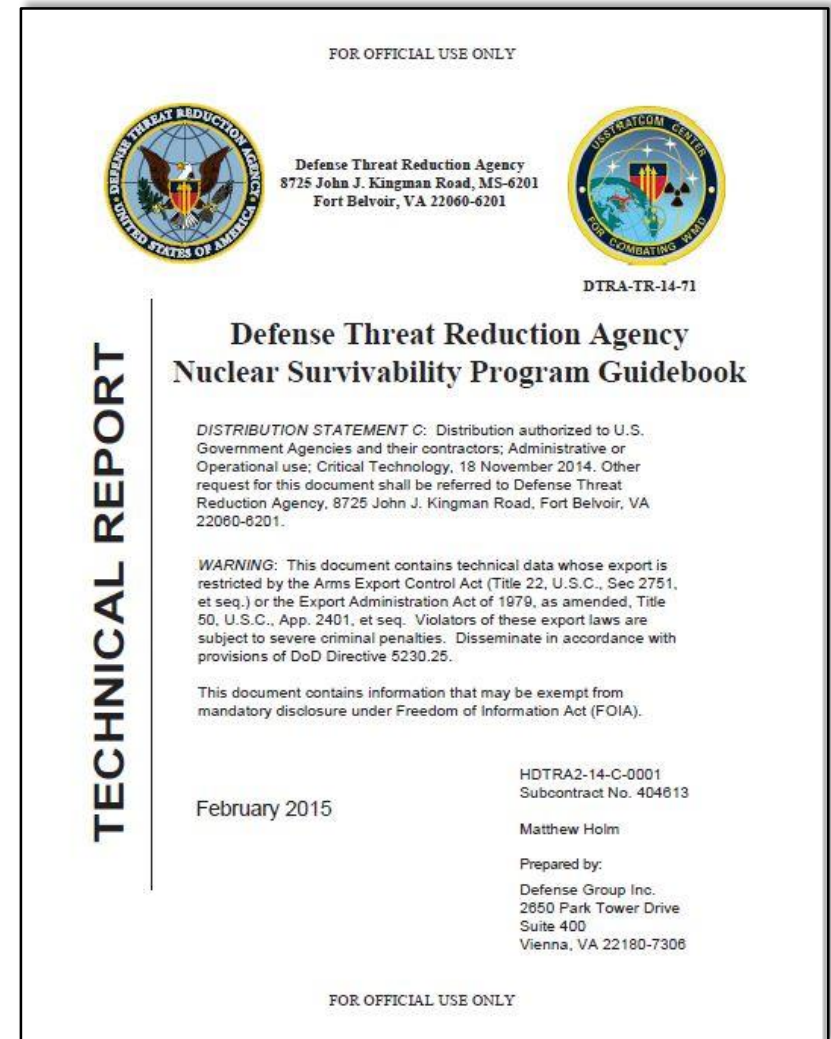 FOR OFFICIAL USE ONLY
DEFENSE THREAT REDUCTION AGENCY
UNITED STATES OF AMERICA
Defense Threat Reduction Agency
8725 John J. Kingman Road, MS-6201
Fort Belvoir, VA 22060-6201
USSTRATCOM CENTER
FOR COMBATING WMD
DTRA-TR-14-71
TECHNICAL REPORT
Defense Threat Reduction Agency
Nuclear Survivability Program Guidebook
DISTRIBUTION STATEMENT C: Distribution authorized to U.S.
Government Agencies and their contractors; Administrative or
Operational use; Critical Technology, 18 November 2014. Other
request for this document shall be referred to Defense Threat
Reduction Agency, 8725 John J. Kingman Road, Fort Belvoir, VA
22060-6201.
WARNING: This document contains technical data whose export is
restricted by the Arms Export Control Act (Title 22, U.S.C., Sec 2751,
et seq.) or the Export Administration Act of 1979, as amended, Title
50, U.S.C., App. 2401, et seq. Violators of these export laws are
subject to severe criminal penalties. Disseminate in accordance with
provisions of DoD Directive 5230.25.
This document contains information that may be exempt from
mandatory disclosure under Freedom of Information Act (FOIA).
February 2015
HDTRA2-14-C-0001
Subcontract No. 404613
Matthew Holm
Prepared by:
Defense Group Inc.
2650 Park Tower Drive
Suite 400
Vienna, VA 22180-7306
FOR OFFICIAL USE ONLY